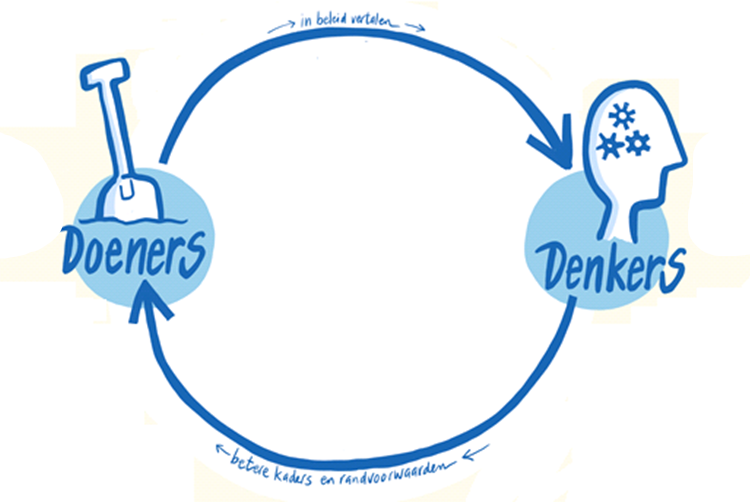 in beleid vertalen
Doeners
Denkers
betere kaders en randvoorwaarden